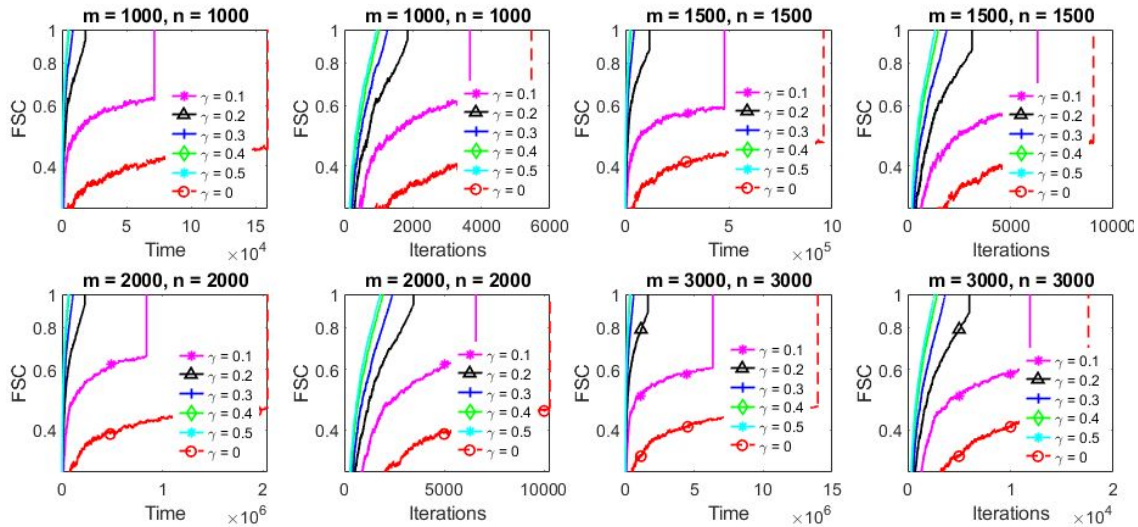 m = 1000, n = 1000
FSC
1
0.8
0.6
0.4
γ = 0.1
γ = 0.2
γ = 0.3
γ = 0.4
γ = 0.5
γ = 0
0 5 10 15
Time
×10^4
m = 1000, n = 1000
FSC
1
0.8
0.6
0.4
γ = 0.1
γ = 0.2
γ = 0.3
γ = 0.4
γ = 0.5
γ = 0
0 2000 4000 6000
Iterations
m = 1500, n = 1500
FSC
1
0.8
0.6
0.4
γ = 0.1
γ = 0.2
γ = 0.3
γ = 0.4
γ = 0.5
γ = 0
0 5 10
Time
×10^5
m = 1500, n = 1500
FSC
1
0.8
0.6
0.4
γ = 0.1
γ = 0.2
γ = 0.3
γ = 0.4
γ = 0.5
γ = 0
0 5000 10000
Iterations
m = 2000, n = 2000
FSC
1
0.8
0.6
0.4
γ = 0.1
γ = 0.2
γ = 0.3
γ = 0.4
γ = 0.5
γ = 0
0 1 2
Time
×10^6
m = 2000, n = 2000
FSC
1
0.8
0.6
0.4
γ = 0.1
γ = 0.2
γ = 0.3
γ = 0.4
γ = 0.5
γ = 0
0 5000 10000
Iterations
m = 3000, n = 3000
FSC
1
0.8
0.6
0.4
γ = 0.1
γ = 0.2
γ = 0.3
γ = 0.4
γ = 0.5
γ = 0
0 5 10 15
Time
×10^6
m = 3000, n = 3000
FSC
1
0.8
0.6
0.4
γ = 0.1
γ = 0.2
γ = 0.3
γ = 0.4
γ = 0.5
γ = 0
0 1 2
Iterations
×10^4